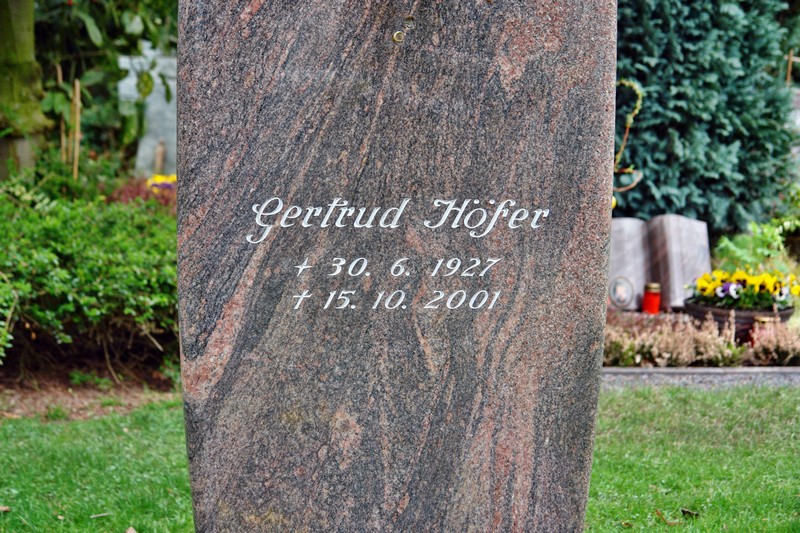 Gertrud Höfer
+ 30. 6. 1927
† 15. 10. 2001